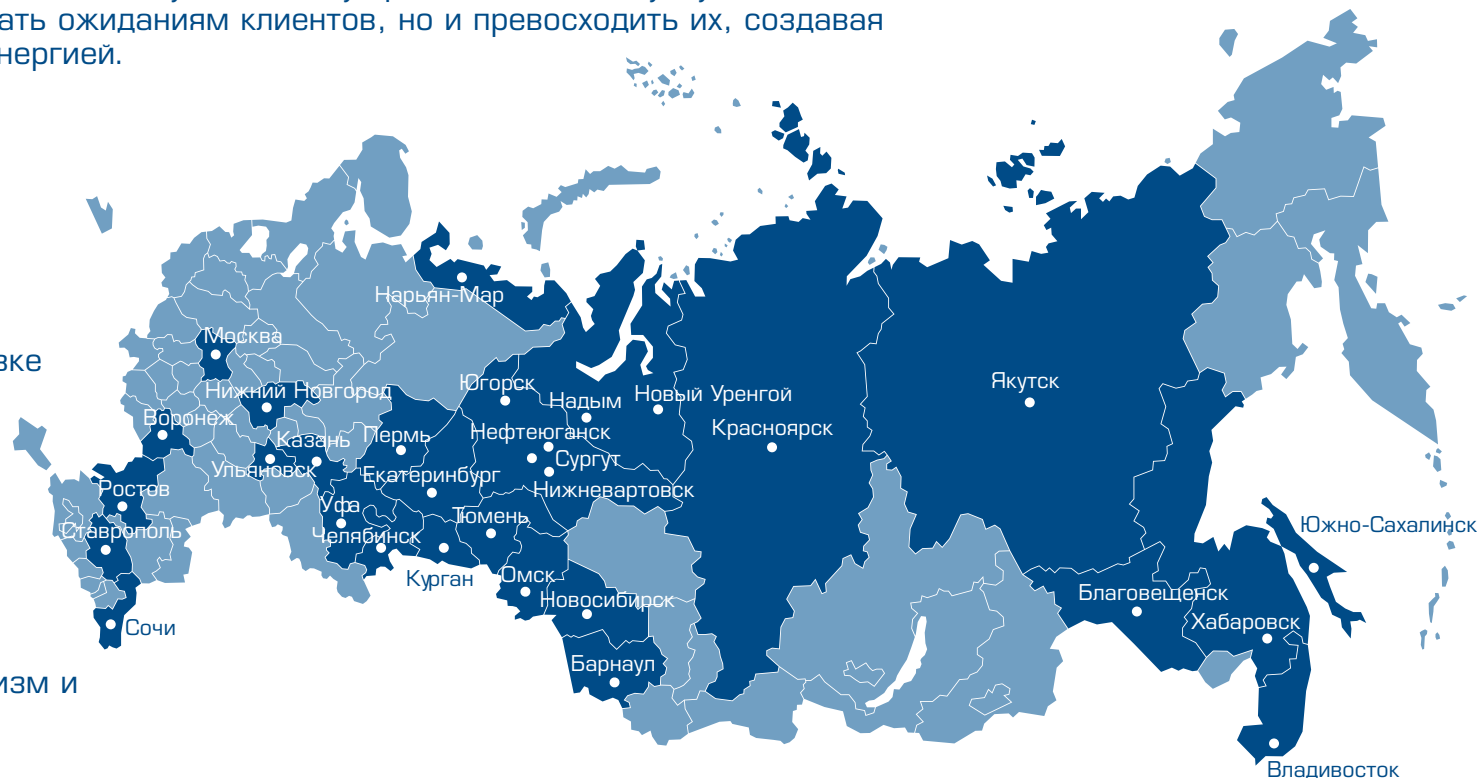 ать ожиданиям клиентов, но и превосходить их, создавая
нергией.
Нарьян-Мар
Москва
вке
Югорск
Надым
Новый Уренгой
Якутск
Нижний Новгород
Воронеж
Казань
Пермь
Нефтеюганск
Красноярск
Ульяновск
Екатеринбург
Сургут
Ростов
Нижневартовск
Уфа
Тюмень
Ставрополь
Челябинск
Южно-Сахалинск
Курган
Омск
Новосибирск
Благовещенск
Сочи
Хабаровск
Барнаул
изм и
Владивосток